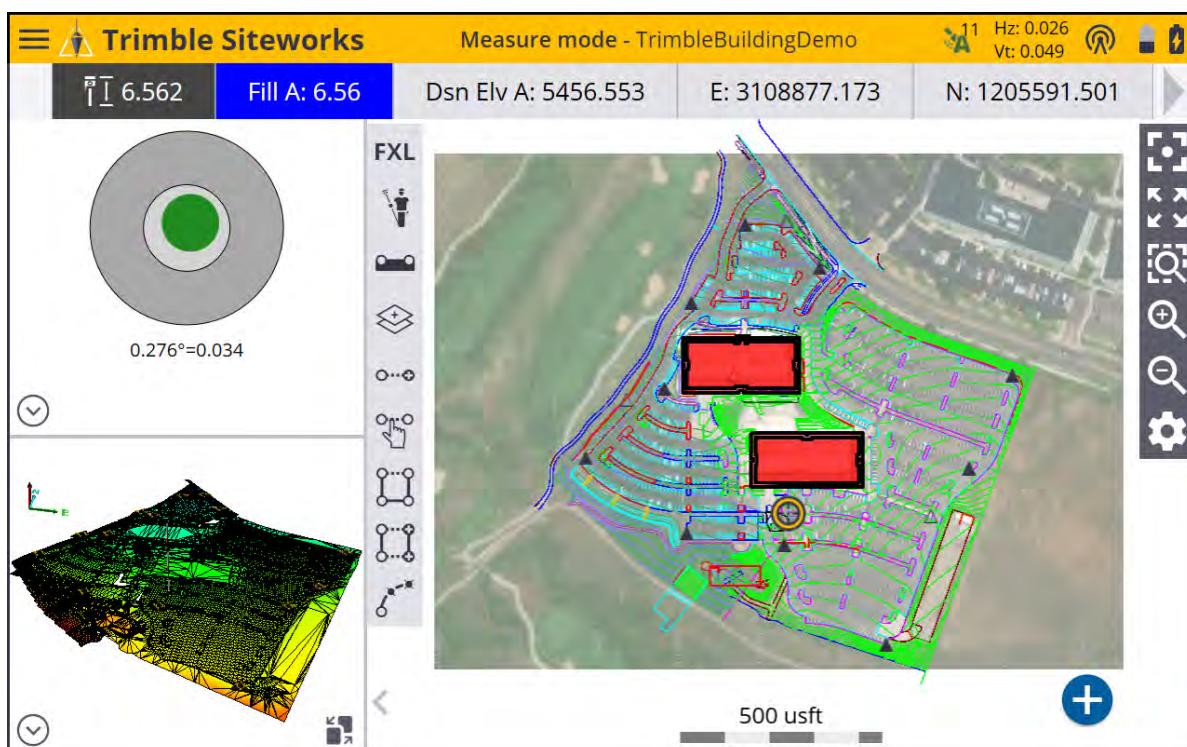 Trimble Siteworks
Measure mode - TrimbleBuildingDemo
11
Hz: 0.026
Vt: 0.049
6.562
Fill A: 6.56
Dsn Elv A: 5456.553
E: 3108877.173
N: 1205591.501
0.276°=0.034
FXL
E
500 usft